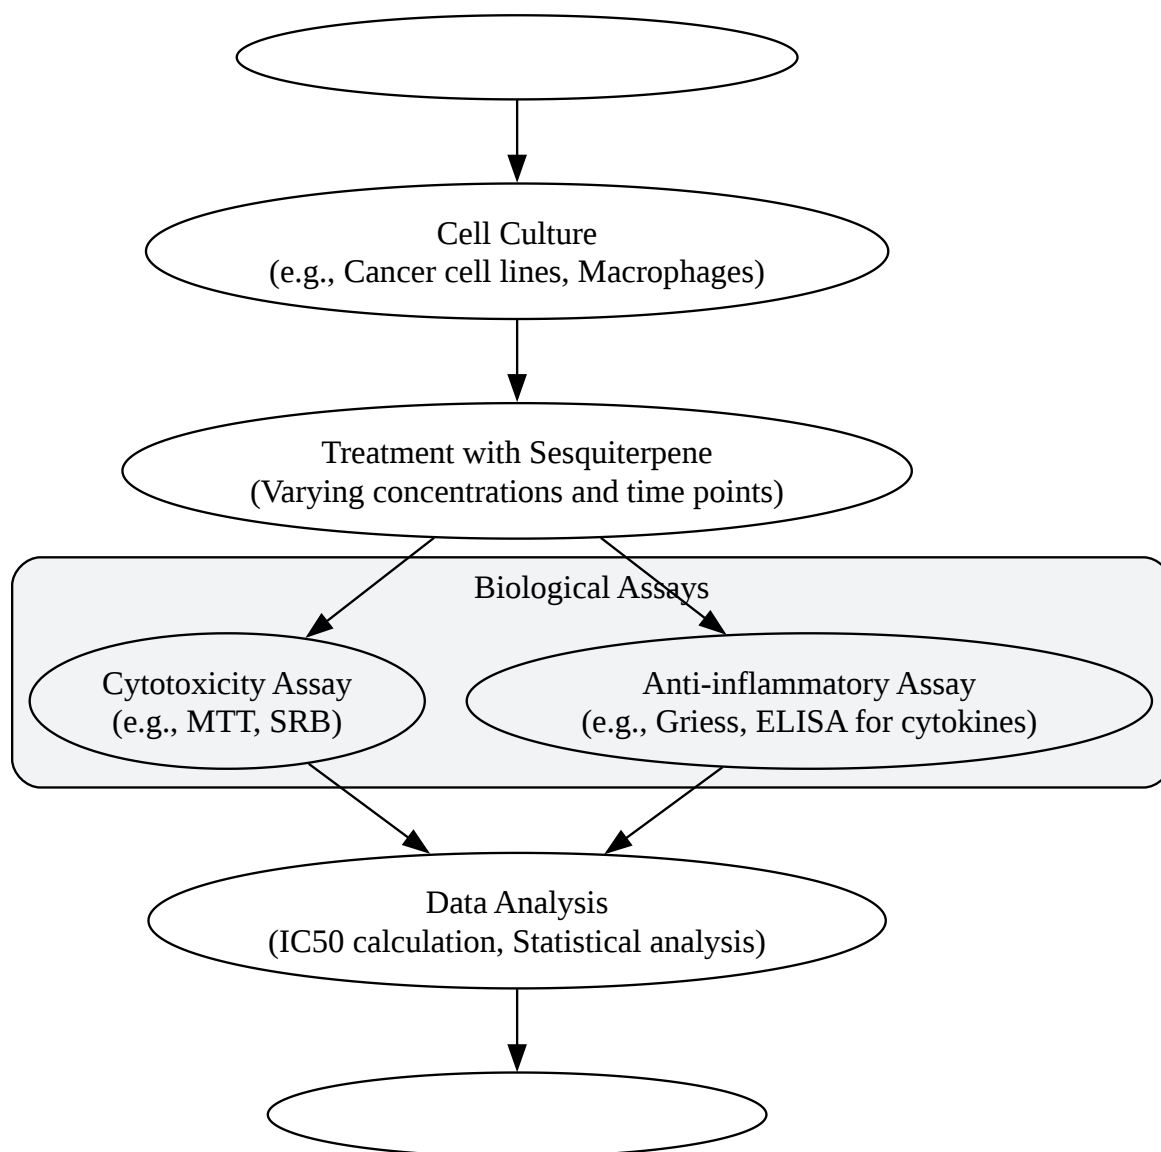 Cell Culture
(e.g., Cancer cell lines, Macrophages)
Treatment with Sesquiterpene
(Varying concentrations and time points)
Biological Assays
Cytotoxicity Assay
(e.g., MTT, SRB)
Anti-inflammatory Assay
(e.g., Griess, ELISA for cytokines)
Data Analysis
(IC50 calculation, Statistical analysis)